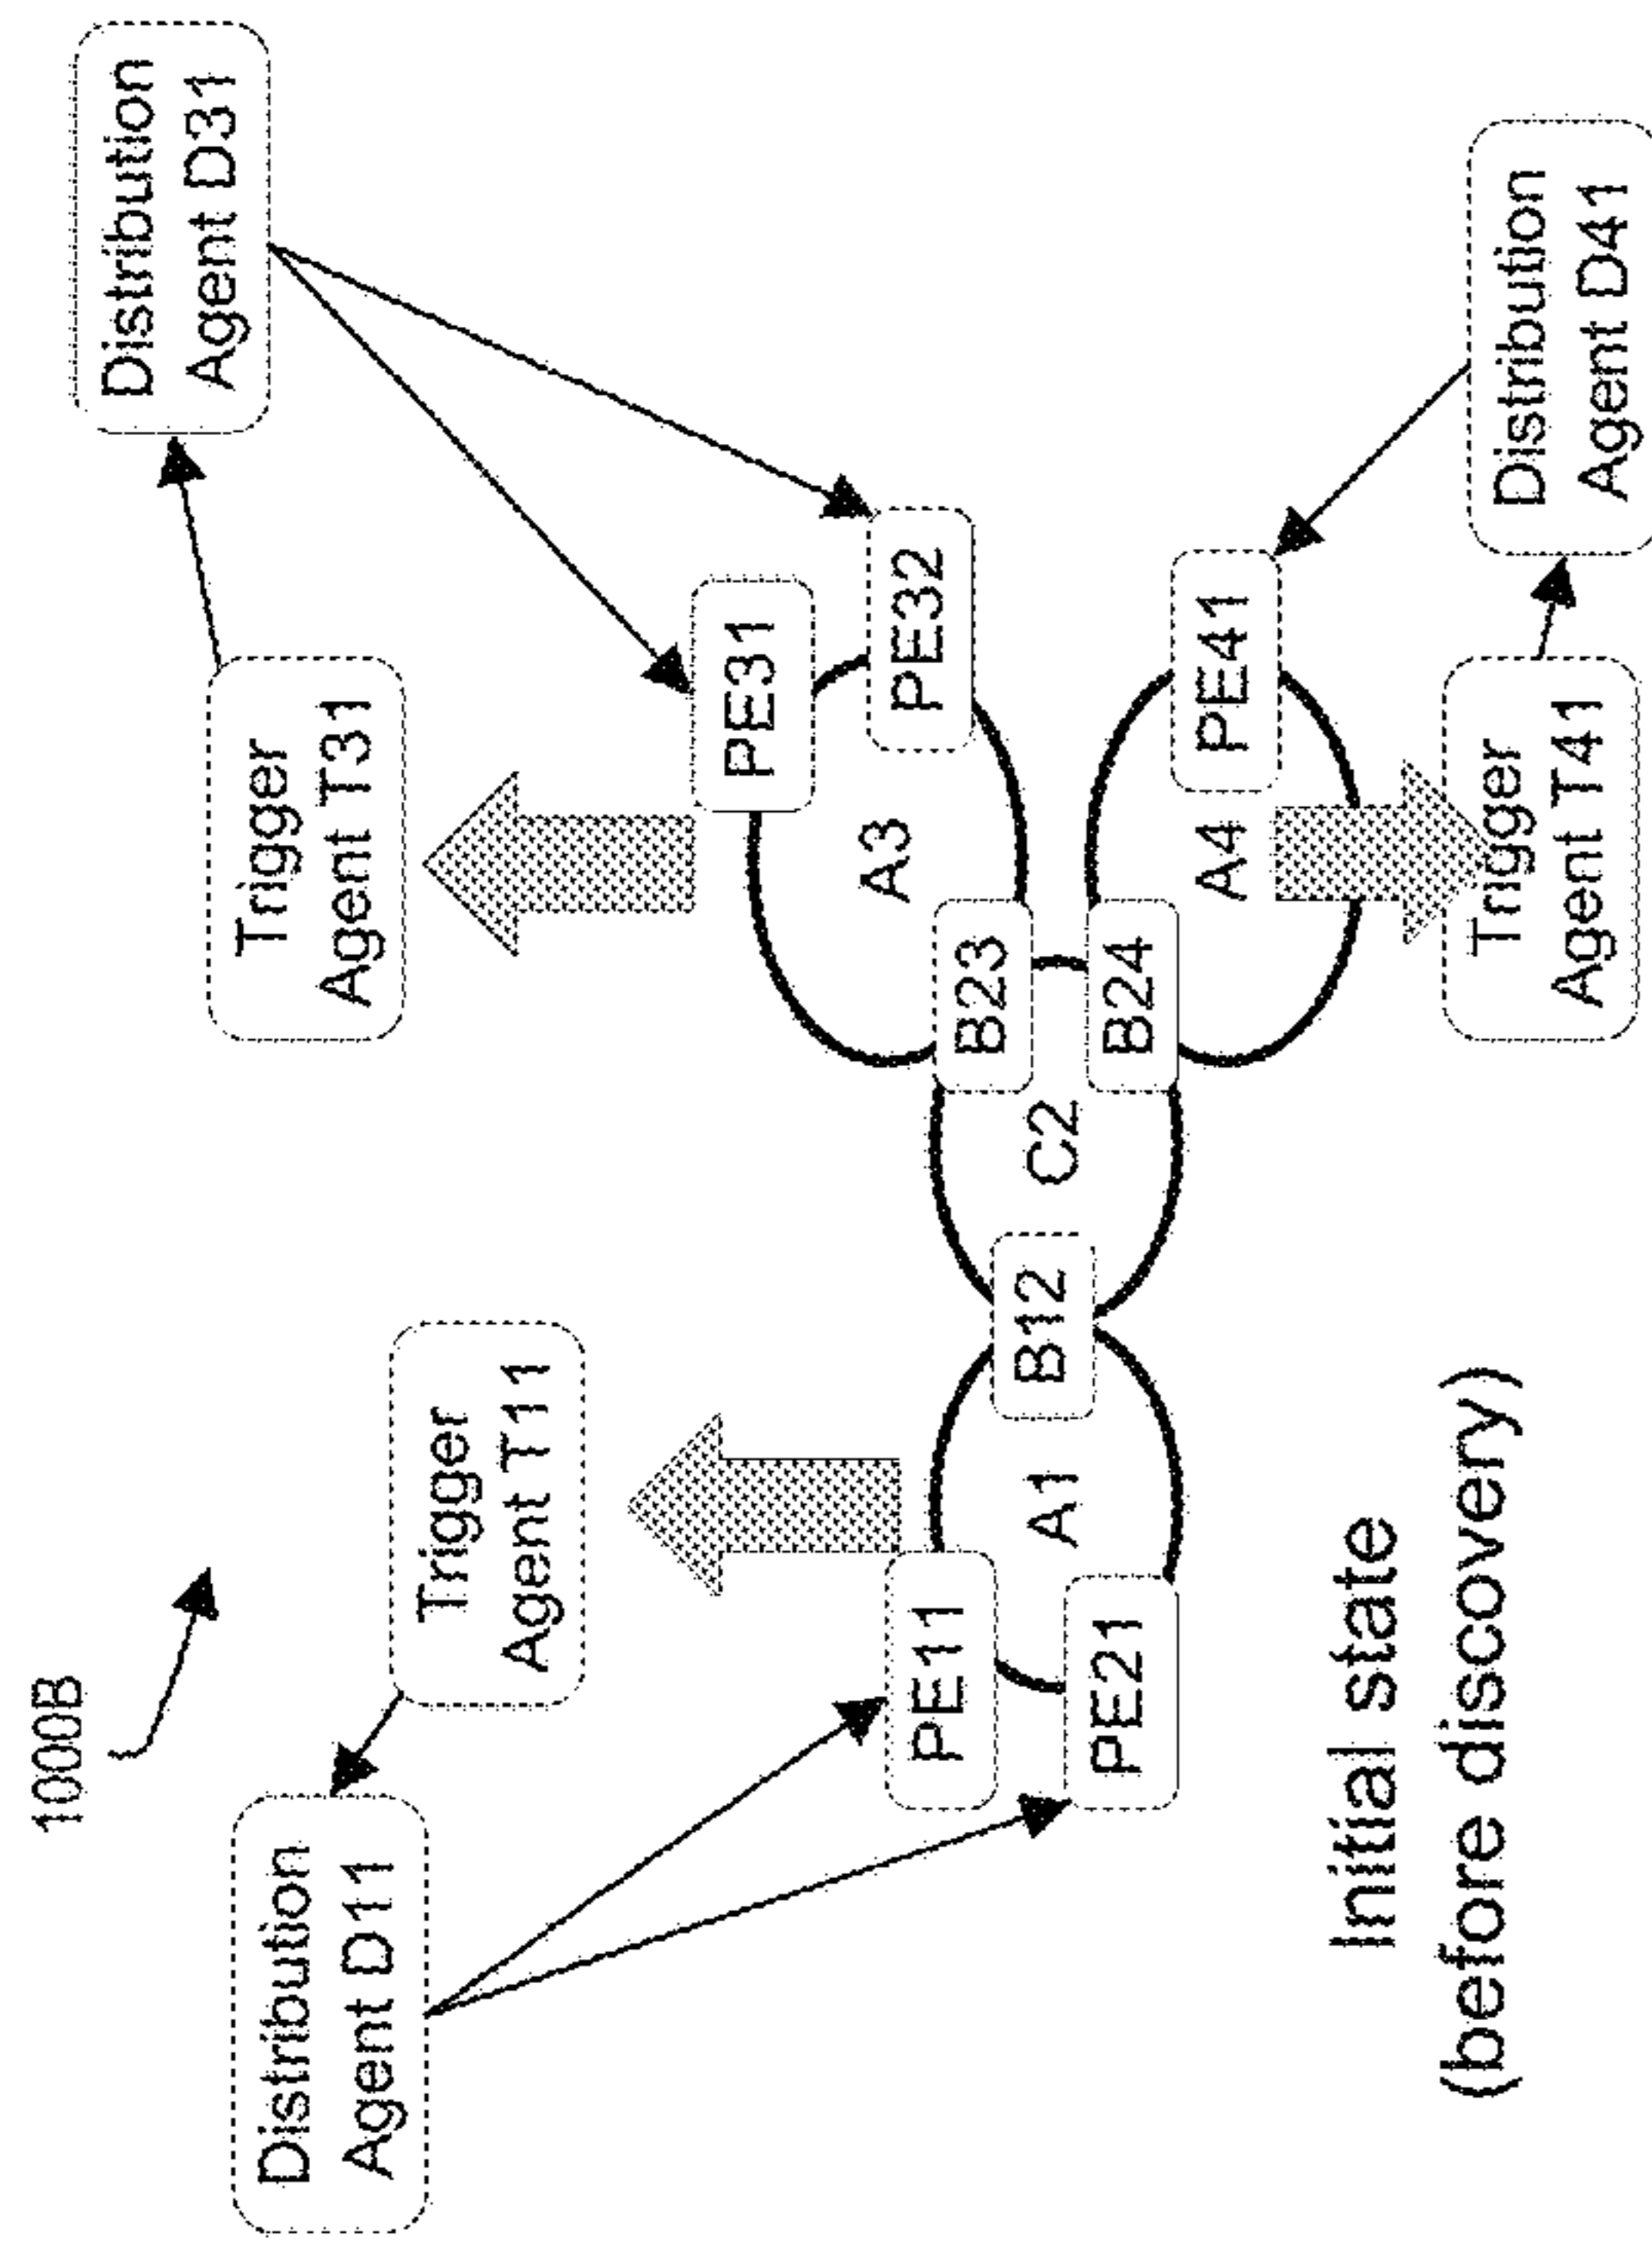 1000B
Distribution
Agent D11
Trigger
Agent T11
Trigger
Agent T31
Distribution
Agent D31
PE11
PE21
A1
B12
C2
B23
B24
A3
PE31
PE32
A4
PE41
Trigger
Agent T41
Distribution
Agent D41
Initial state
(before discovery)